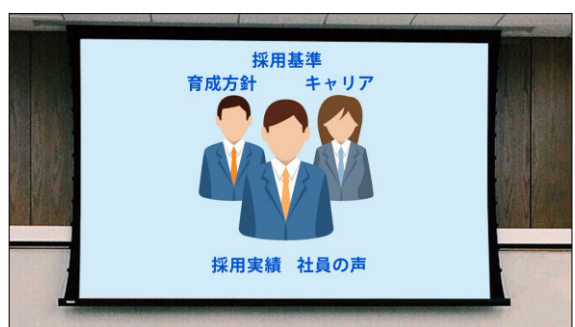 採用基準
育成方針 キャリア
採用実績 社員の声